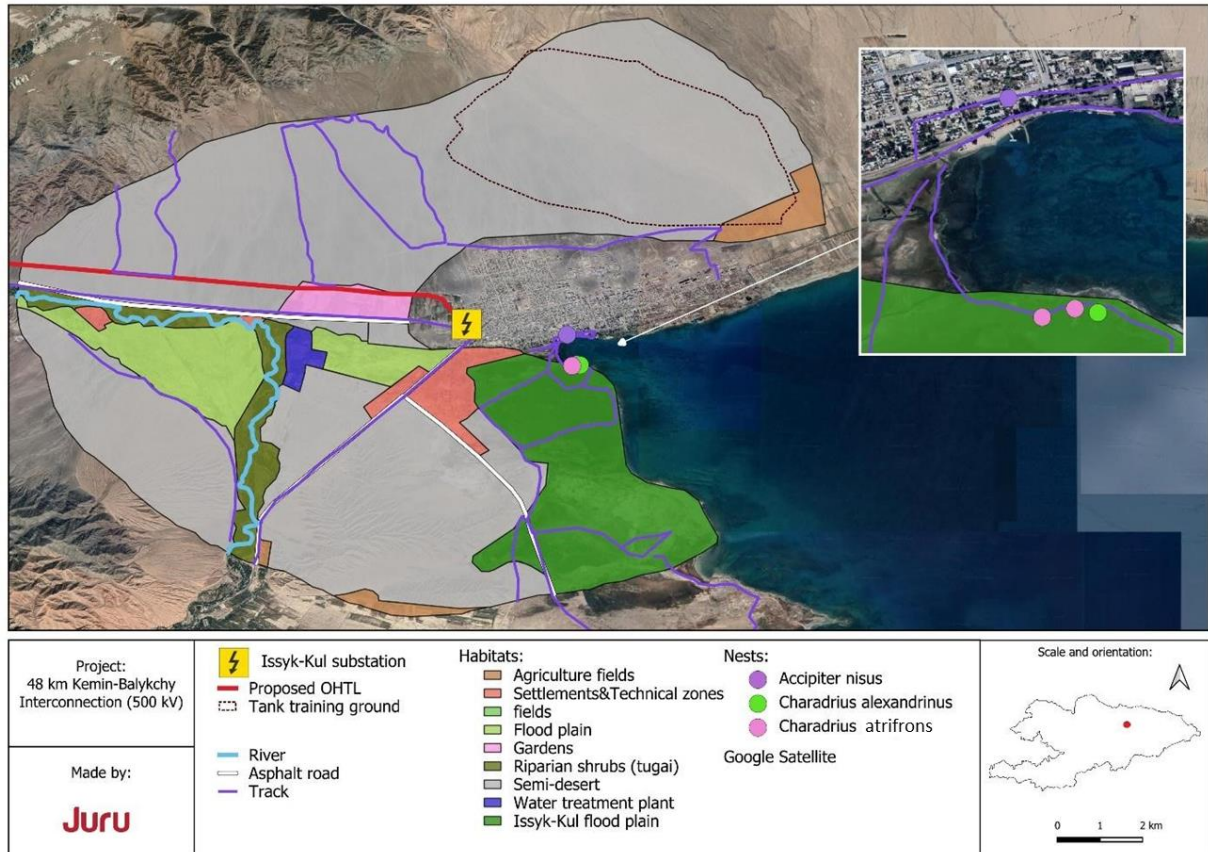 Project:
48 km Kemin-Balykchy
Interconnection (500 kV)
Made by:
Juru
Issyk-Kul substation
Proposed OHTL
Tank training ground
River
Asphalt road
Track
Habitats:
Agriculture fields
Settlements&Technical zones
fields
Flood plain
Gardens
Riparian shrubs (tugai)
Semi-desert
Water treatment plant
Issyk-Kul flood plain
Nests:
Accipiter nisus
Charadrius alexandrinus
Charadrius atrifrons
Google Satellite
Scale and orientation:
0 1 2 km